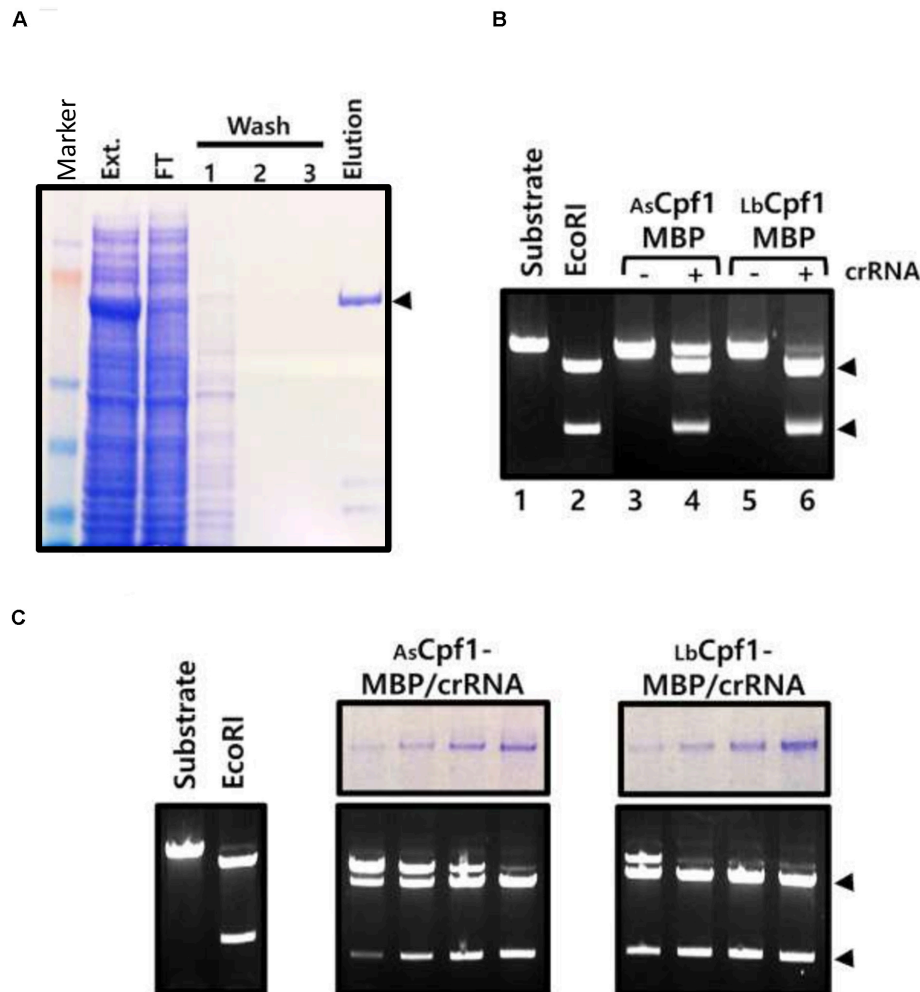 A
Marker
Ext.
FT
Wash
1 2 3
Elution
B
Substrate
EcoRI
AsCpf1
MBP
LbCpf1
MBP
- + - + crRNA
1 2 3 4 5 6
C
Substrate
EcoRI
AsCpf1-
MBP/crRNA
LbCpf1-
MBP/crRNA